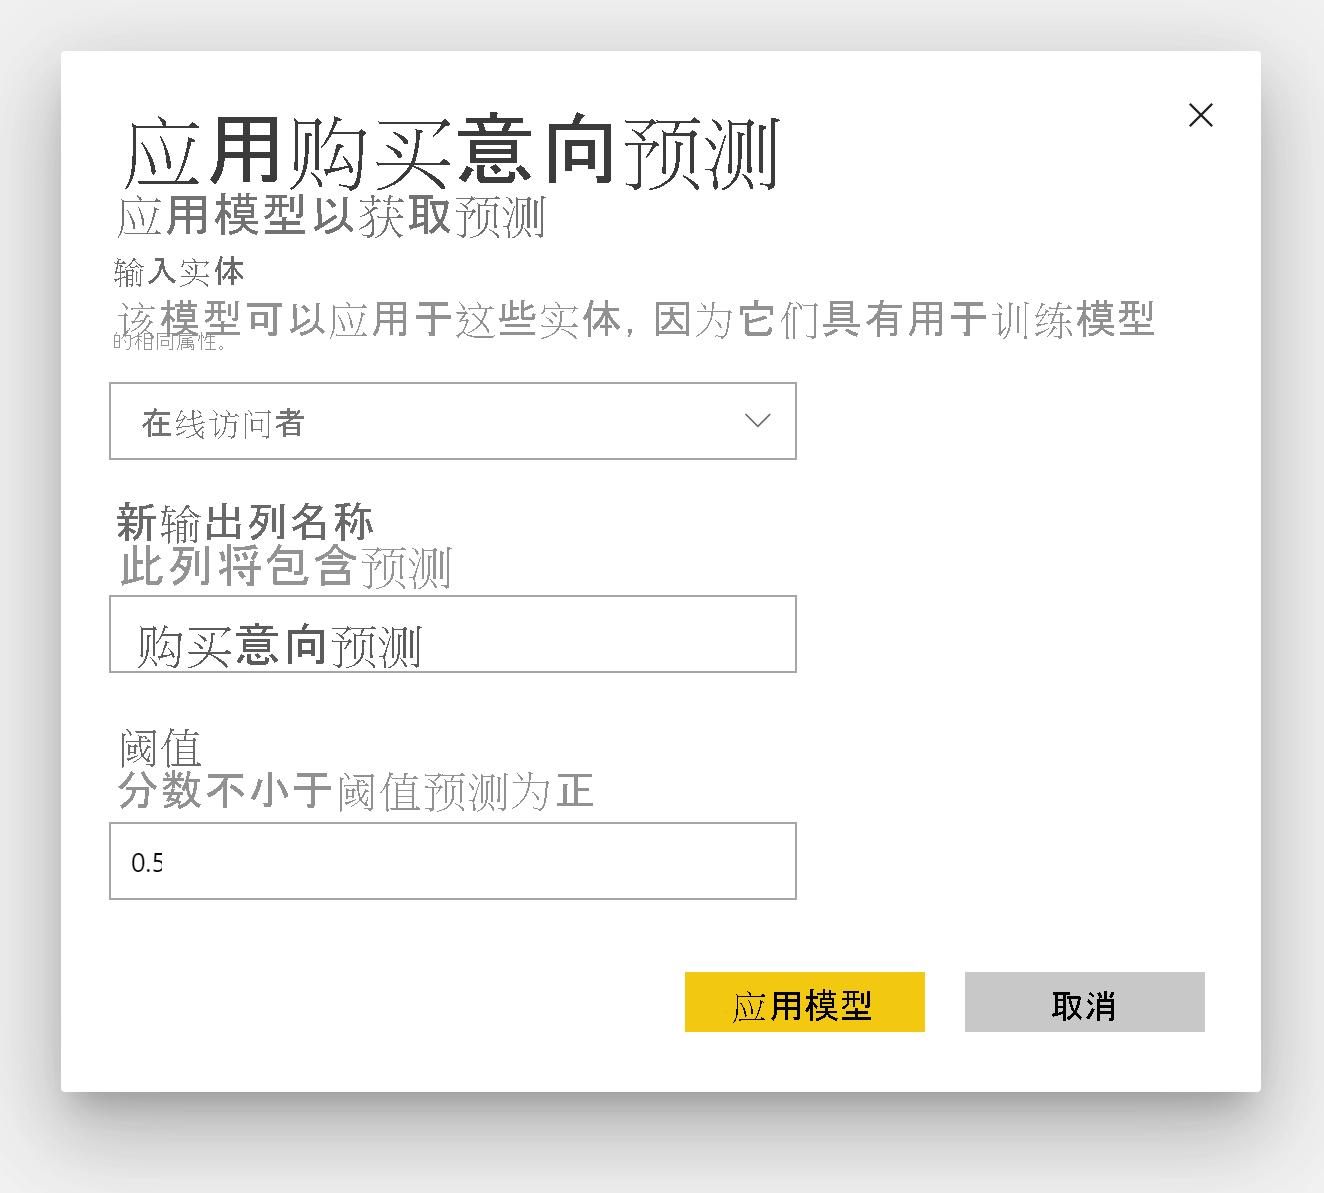 应用购买意向预测
应用模型以获取预测
输入实体
该模型可以应用于这些实体，因为它们具有用于训练模型
的相同属性。
在线访问者
新输出列名称
此列将包含预测
购买意向预测
阈值
分数不小于阈值预测为正
0.5
应用模型
取消